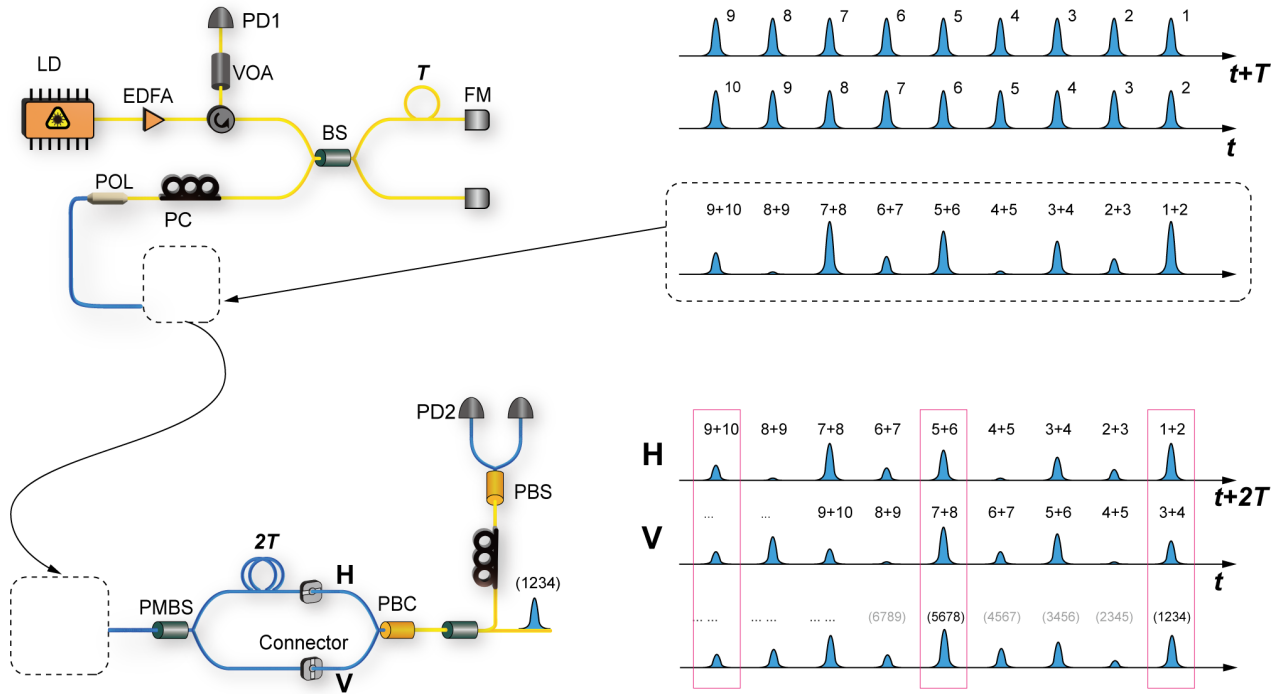 PD1
LD
VOA
EDFA
T
FM
BS
POL
PC
9 8 7 6 5 4 3 2 1
t+T
10 9 8 7 6 5 4 3 2
t
9+10 8+9 7+8 6+7 5+6 4+5 3+4 2+3 1+2
PD2
PBS
2T
H
(1234)
PMBS
PBC
Connector
V
9+10 8+9 7+8 6+7 5+6 4+5 3+4 2+3 1+2
H
t+2T
... ... 9+10 8+9 7+8 6+7 5+6 4+5 3+4
V
t
... ... ... ... ... ... (6789) (5678) (4567) (3456) (2345) (1234)